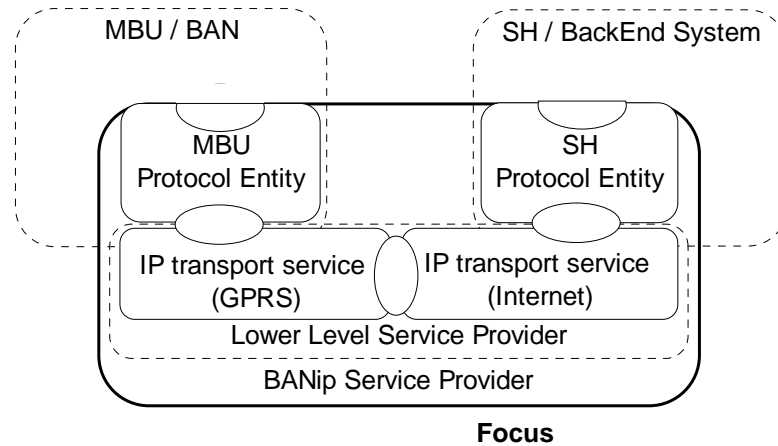 MBU / BAN
SH / BackEnd System
MBU
Protocol Entity
SH
Protocol Entity
IP transport service
(GPRS)
IP transport service
(Internet)
Lower Level Service Provider
BANip Service Provider
Focus